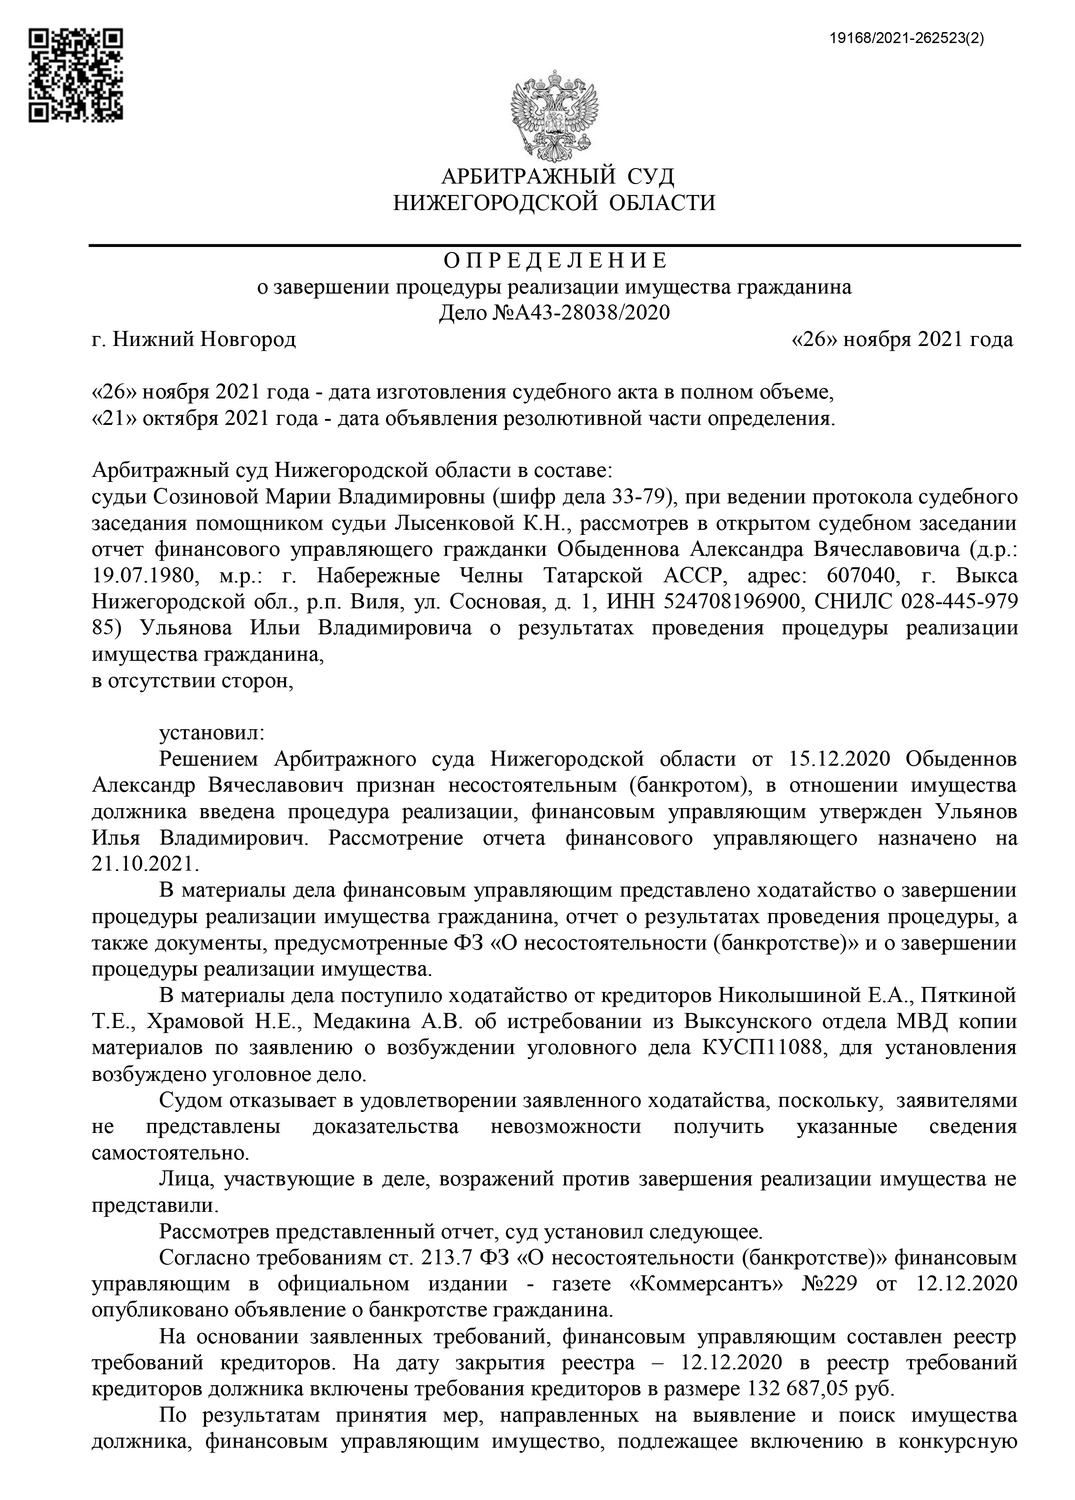 19168/2021-262523(2)
АРБИТРАЖНЫЙ СУД
НИЖЕГОРОДСКОЙ ОБЛАСТИ
О П Р Е Д Е Л Е Н И Е
о завершении процедуры реализации имущества гражданина
Дело №А43-28038/2020
г. Нижний Новгород «26» ноября 2021 года
«26» ноября 2021 года - дата изготовления судебного акта в полном объеме,
«21» октября 2021 года - дата объявления резолютивной части определения.
Арбитражный суд Нижегородской области в составе:
судьи Созиновой Марии Владимировны (шифр дела 33-79), при ведении протокола судебного
заседания помощником судьи Лысенковой К.Н., рассмотрев в открытом судебном заседании
отчет финансового управляющего гражданки Обыденнова Александра Вячеславовича (д.р.:
19.07.1980, м.р.: г. Набережные Челны Татарской АССР, адрес: 607040, г. Выкса
Нижегородской обл., р.п. Виля, ул. Сосновая, д. 1, ИНН 524708196900, СНИЛС 028-445-979
85) Ульянова Ильи Владимировича о результатах проведения процедуры реализации
имущества гражданина,
в отсутствии сторон,
установил:
Решением Арбитражного суда Нижегородской области от 15.12.2020 Обыденнов
Александр Вячеславович признан несостоятельным (банкротом), в отношении имущества
должника введена процедура реализации, финансовым управляющим утвержден Ульянов
Илья Владимирович. Рассмотрение отчета финансового управляющего назначено на
21.10.2021.
В материалы дела финансовым управляющим представлено ходатайство о завершении
процедуры реализации имущества гражданина, отчет о результатах проведения процедуры, а
также документы, предусмотренные ФЗ «О несостоятельности (банкротстве)» и о завершении
процедуры реализации имущества.
В материалы дела поступило ходатайство от кредиторов Николышиной Е.А., Пяткиной
Т.Е., Храмовой Н.Е., Медакина А.В. об истребовании из Выксунского отдела МВД копии
материалов по заявлению о возбуждении уголовного дела КУСП11088, для установления
возбуждено уголовное дело.
Судом отказывает в удовлетворении заявленного ходатайства, поскольку, заявителями
не представлены доказательства невозможности получить указанные сведения
самостоятельно.
Лица, участвующие в деле, возражений против завершения реализации имущества не
представили.
Рассмотрев представленный отчет, суд установил следующее.
Согласно требованиям ст. 213.7 ФЗ «О несостоятельности (банкротстве)» финансовым
управляющим в официальном издании - газете «Коммерсантъ» №229 от 12.12.2020
опубликовано объявление о банкротстве гражданина.
На основании заявленных требований, финансовым управляющим составлен реестр
требований кредиторов. На дату закрытия реестра – 12.12.2020 в реестр требований
кредиторов должника включены требования кредиторов в размере 132 687,05 руб.
По результатам принятия мер, направленных на выявление и поиск имущества
должника, финансовым управляющим имущество, подлежащее включению в конкурсную